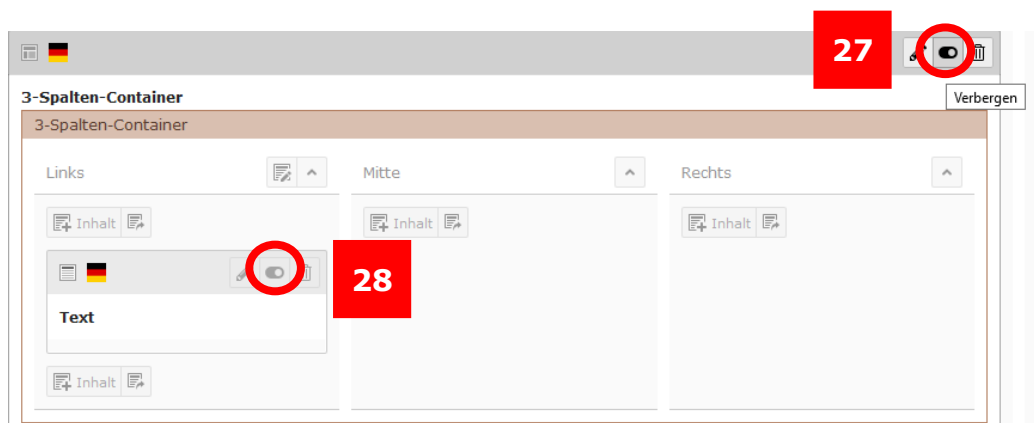 27
Verbergen
3-Spalten-Container
3-Spalten-Container
Links
Mitte
Rechts
Inhalt
Inhalt
Inhalt
28
Text
Inhalt